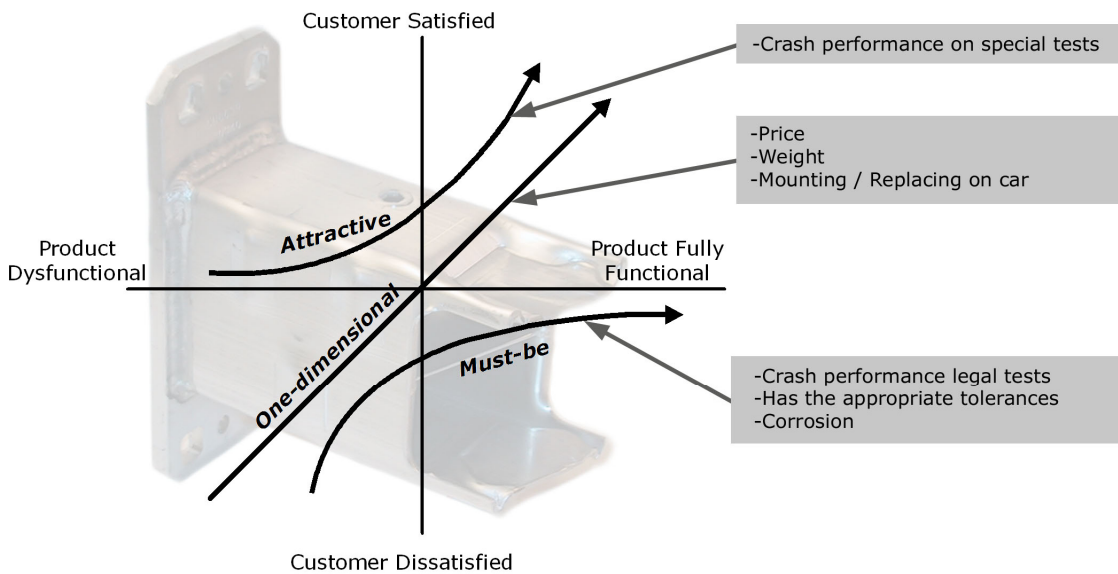 Customer Satisfied
-Crash performance on special tests
-Price
-Weight
-Mounting / Replacing on car
Attractive
Product
Dysfunctional
Product Fully
Functional
One-dimensional
Must-be
-Crash performance legal tests
-Has the appropriate tolerances
-Corrosion
Customer Dissatisfied